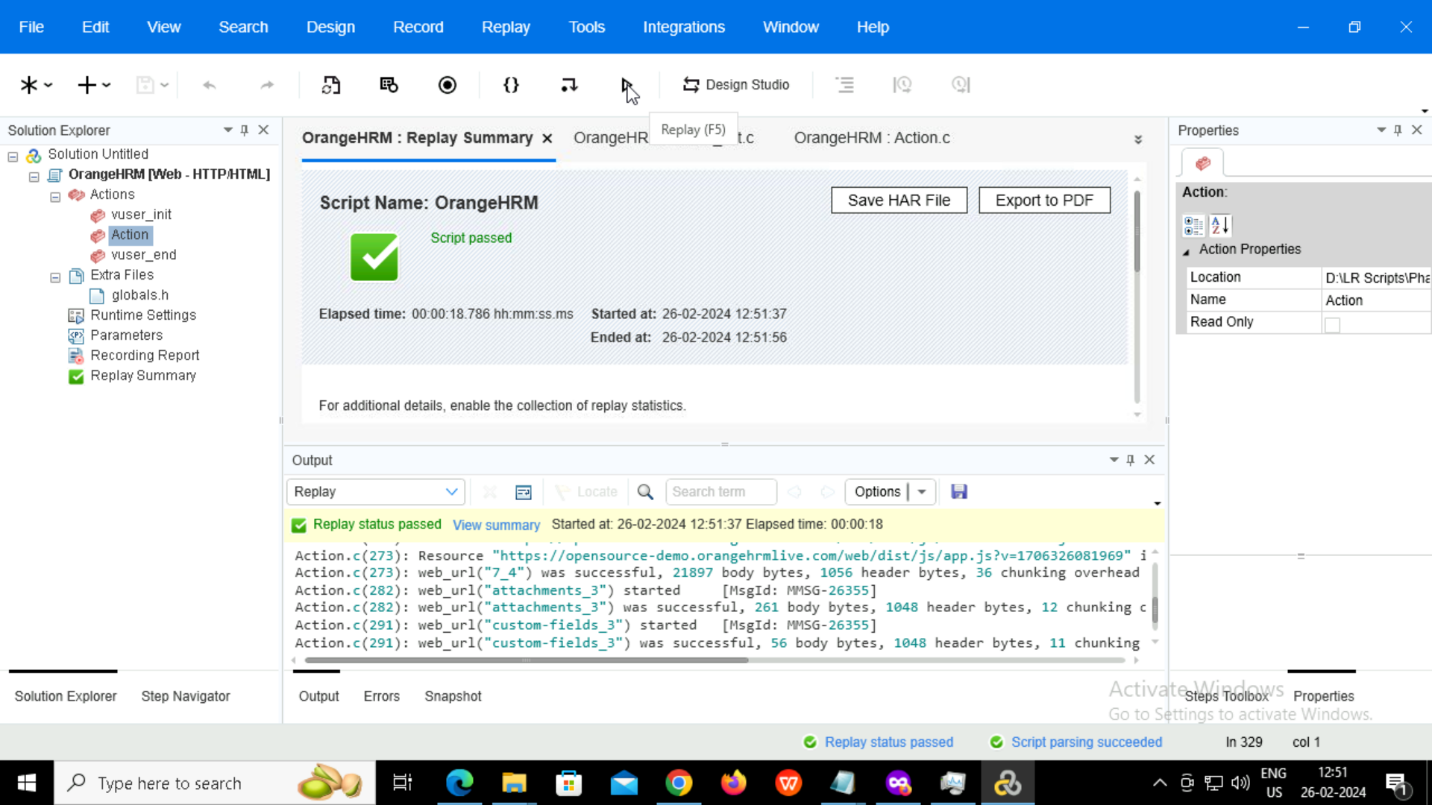 File Edit View Search Design Record Replay Tools Integrations Window Help
Design Studio
Replay (F5)
Solution Explorer
Solution Untitled
OrangeHRM [Web - HTTP/HTML]
Actions
vuser_init
Action
vuser_end
Extra Files
globals.h
Runtime Settings
Parameters
Recording Report
Replay Summary
OrangeHRM : Replay Summary OrangeHR t.c OrangeHRM : Action.c
Script Name: OrangeHRM
Save HAR File Export to PDF
Script passed
Elapsed time: 00:00:18.786 hh:mm:ss.ms Started at: 26-02-2024 12:51:37
Ended at: 26-02-2024 12:51:56
For additional details, enable the collection of replay statistics.
Properties
Action:
Action Properties
Location D:\LR Scripts\Pha
Name Action
Read Only
Output
Replay Locate Search term Options
Replay status passed View summary Started at: 26-02-2024 12:51:37 Elapsed time: 00:00:18
Action.c(273): Resource "https://opensource-demo.orangehrmlive.com/web/dist/js/app.js?v=1706326081969" i
Action.c(273): web_url("7_4") was successful, 21897 body bytes, 1056 header bytes, 36 chunking overhead
Action.c(282): web_url("attachments_3") started [MsgId: MMSG-26355]
Action.c(282): web_url("attachments_3") was successful, 261 body bytes, 1048 header bytes, 12 chunking c
Action.c(291): web_url("custom-fields_3") started [MsgId: MMSG-26355]
Action.c(291): web_url("custom-fields_3") was successful, 56 body bytes, 1048 header bytes, 11 chunking
Solution Explorer Step Navigator Output Errors Snapshot Steps Toolbox Properties
Activate Windows
Go to Settings to activate Windows.
Replay status passed Script parsing succeeded ln 329 col 1
Type here to search
ENG
US
12:51
26-02-2024
1